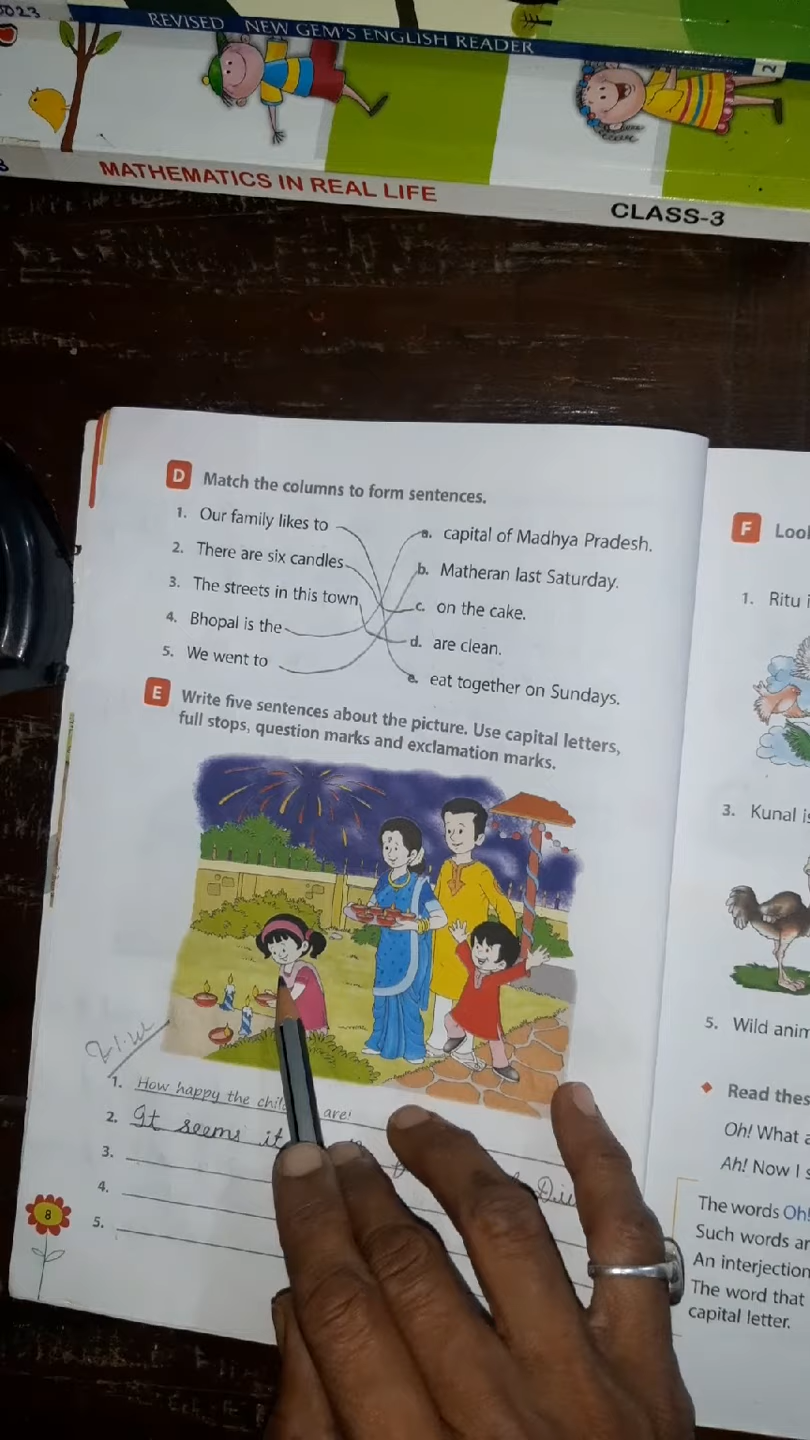 REVISED NEW GEM'S ENGLISH READER
2
MATHEMATICS IN REAL LIFE
CLASS-3
D Match the columns to form sentences.
1. Our family likes to
a. capital of Madhya Pradesh.
2. There are six candles
b. Matheran last Saturday.
3. The streets in this town
c. on the cake.
4. Bhopal is the
d. are clean.
5. We went to
e. eat together on Sundays.
E Write five sentences about the picture. Use capital letters,
full stops, question marks and exclamation marks.
1. How happy the are!
2. It seems it
3.
4.
5.
8
F
1. Ritu
3. Kunal
5. Wild
Read
Oh! What
Ah! Now I
The words Oh!
Such words
An interjection
The word that
capital letter.